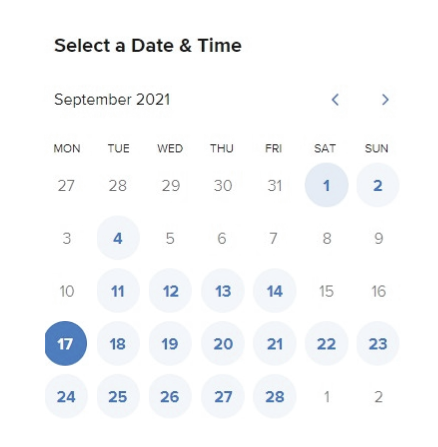 Select a Date & Time
September 2021
MON TUE WED THU FRI SAT SUN
27 28 29 30 31 1 2
3 4 5 6 7 8 9
10 11 12 13 14 15 16
17 18 19 20 21 22 23
24 25 26 27 28 1 2